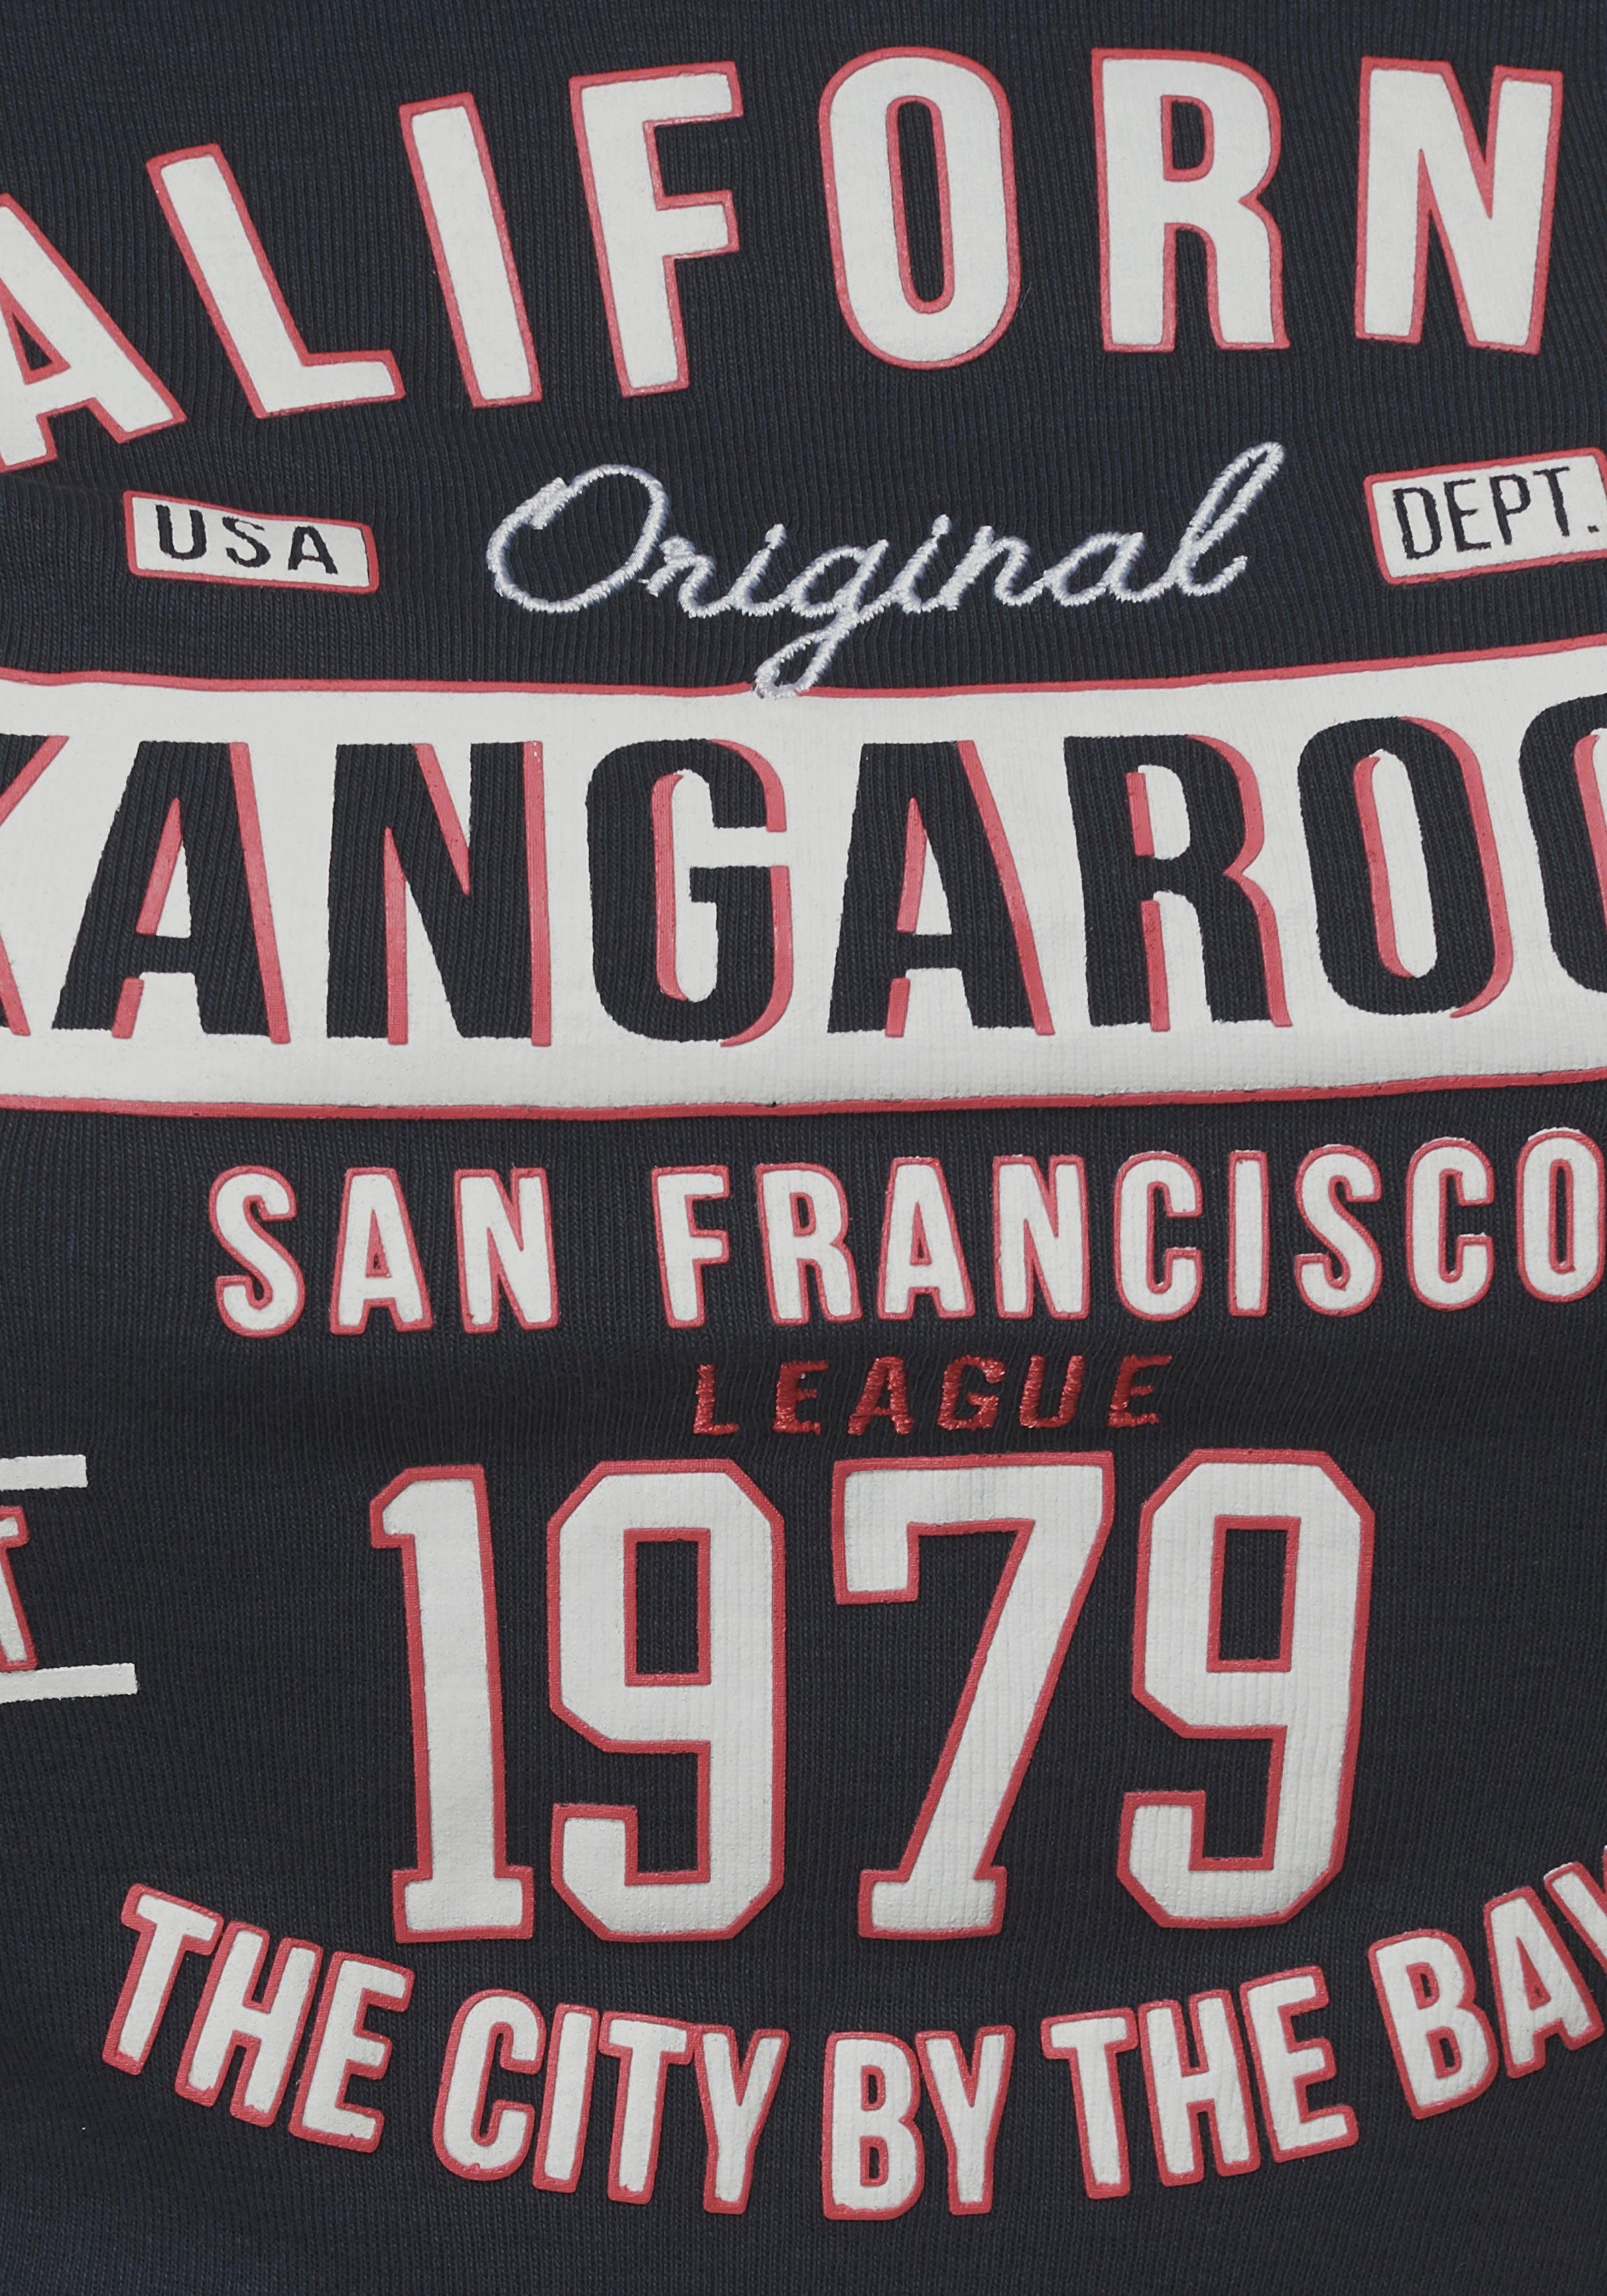 ALIFORN
USA Original DEPT.
KANGAROO
SAN FRANCISCO
LEAGUE
1979
THE CITY BY THE BAY